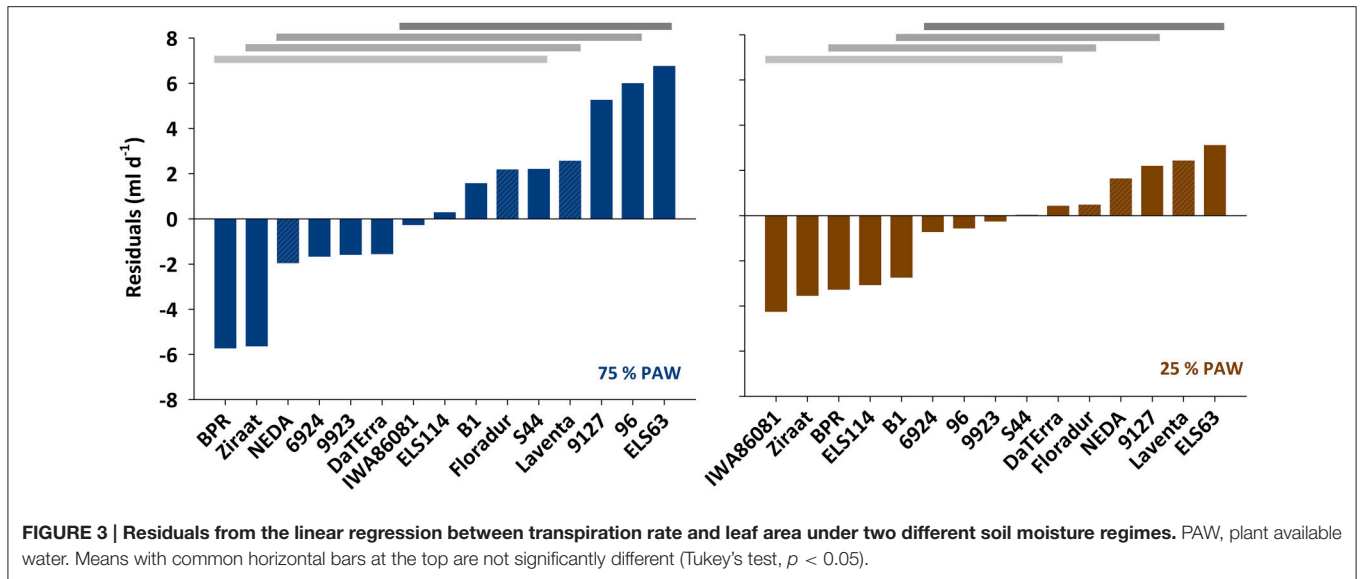 8
6
4
2
0
-2
-4
-6
-8
Residuals (ml d⁻¹)
75 % PAW
BPR
Ziraat
NEDA
6924
9923
DaTErra
IWA86081
ELS114
B1
Floradur
S44
Laventa
9127
96
ELS63
25 % PAW
IWA86081
Ziraat
BPR
ELS114
B1
6924
96
9923
S44
DaTErra
Floradur
NEDA
9127
Laventa
ELS63
FIGURE 3 | Residuals from the linear regression between transpiration rate and leaf area under two different soil moisture regimes. PAW, plant available
water. Means with common horizontal bars at the top are not significantly different (Tukey's test, p < 0.05).